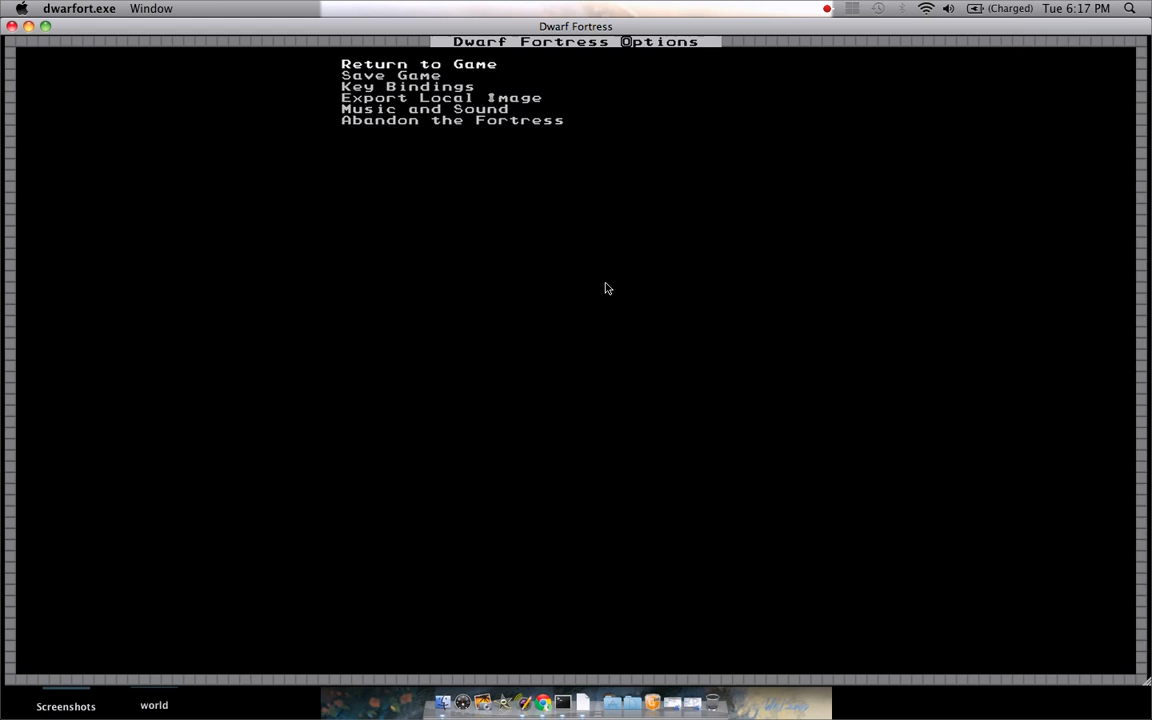 dwarfort.exe Window (Charged) Tue 6:17 PM
Dwarf Fortress
Dwarf Fortress Options
Return to Game
Save Game
Key Bindings
Export Local Image
Music and Sound
Abandon the Fortress
Screenshots world